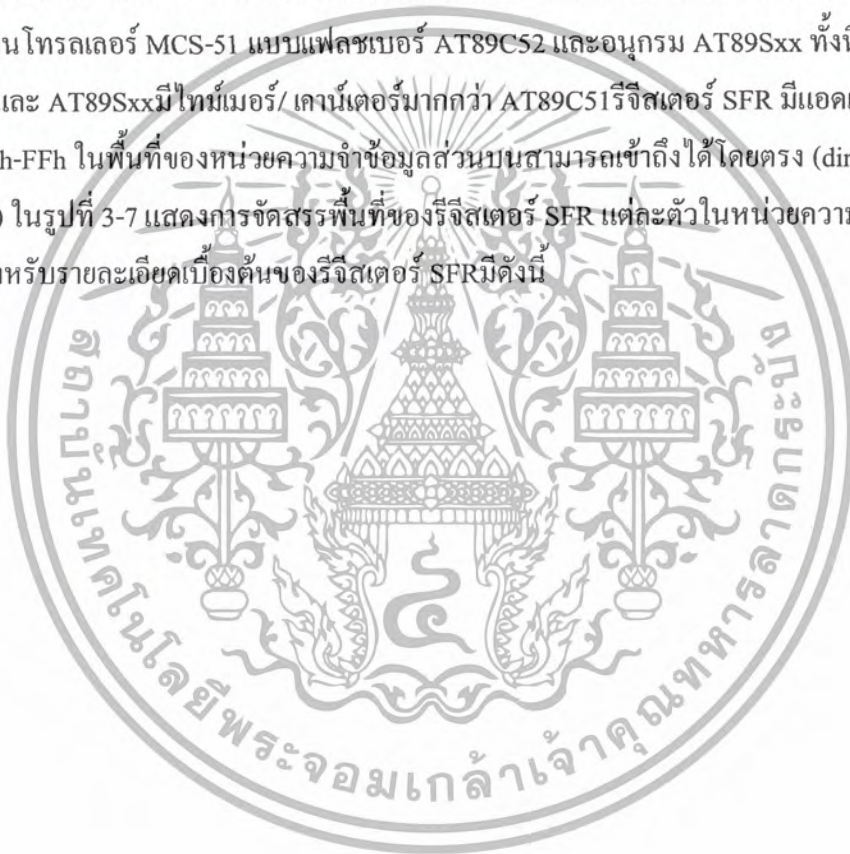 นโทรลเลอร์ MCS-51 แบบแฟลชเบอร์ AT89C52 และอนุกรม AT89Sxx ทั้งนี้
และ AT89Sxxมีไทม์เมอร์/ เคาน์เตอร์มากกว่า AT89C51รีจีสเตอร์ SFR มีแอด
h-FFh ในพื้นที่ของหน่วยความจำข้อมูลส่วนบนสามารถเข้าถึงได้โดยตรง (dir
) ในรูปที่ 3-7 แสดงการจัดสรรพื้นที่ของรีจีสเตอร์ SFR แต่ละตัวในหน่วยความ
หรับรายละเอียดเบื้องต้นของรีจีสเตอร์ SFRมีดังนี้
สถาบันเทคโนโลยีพระจอมเกล้าเจ้าคุณทหารลาดกระบัง
๔